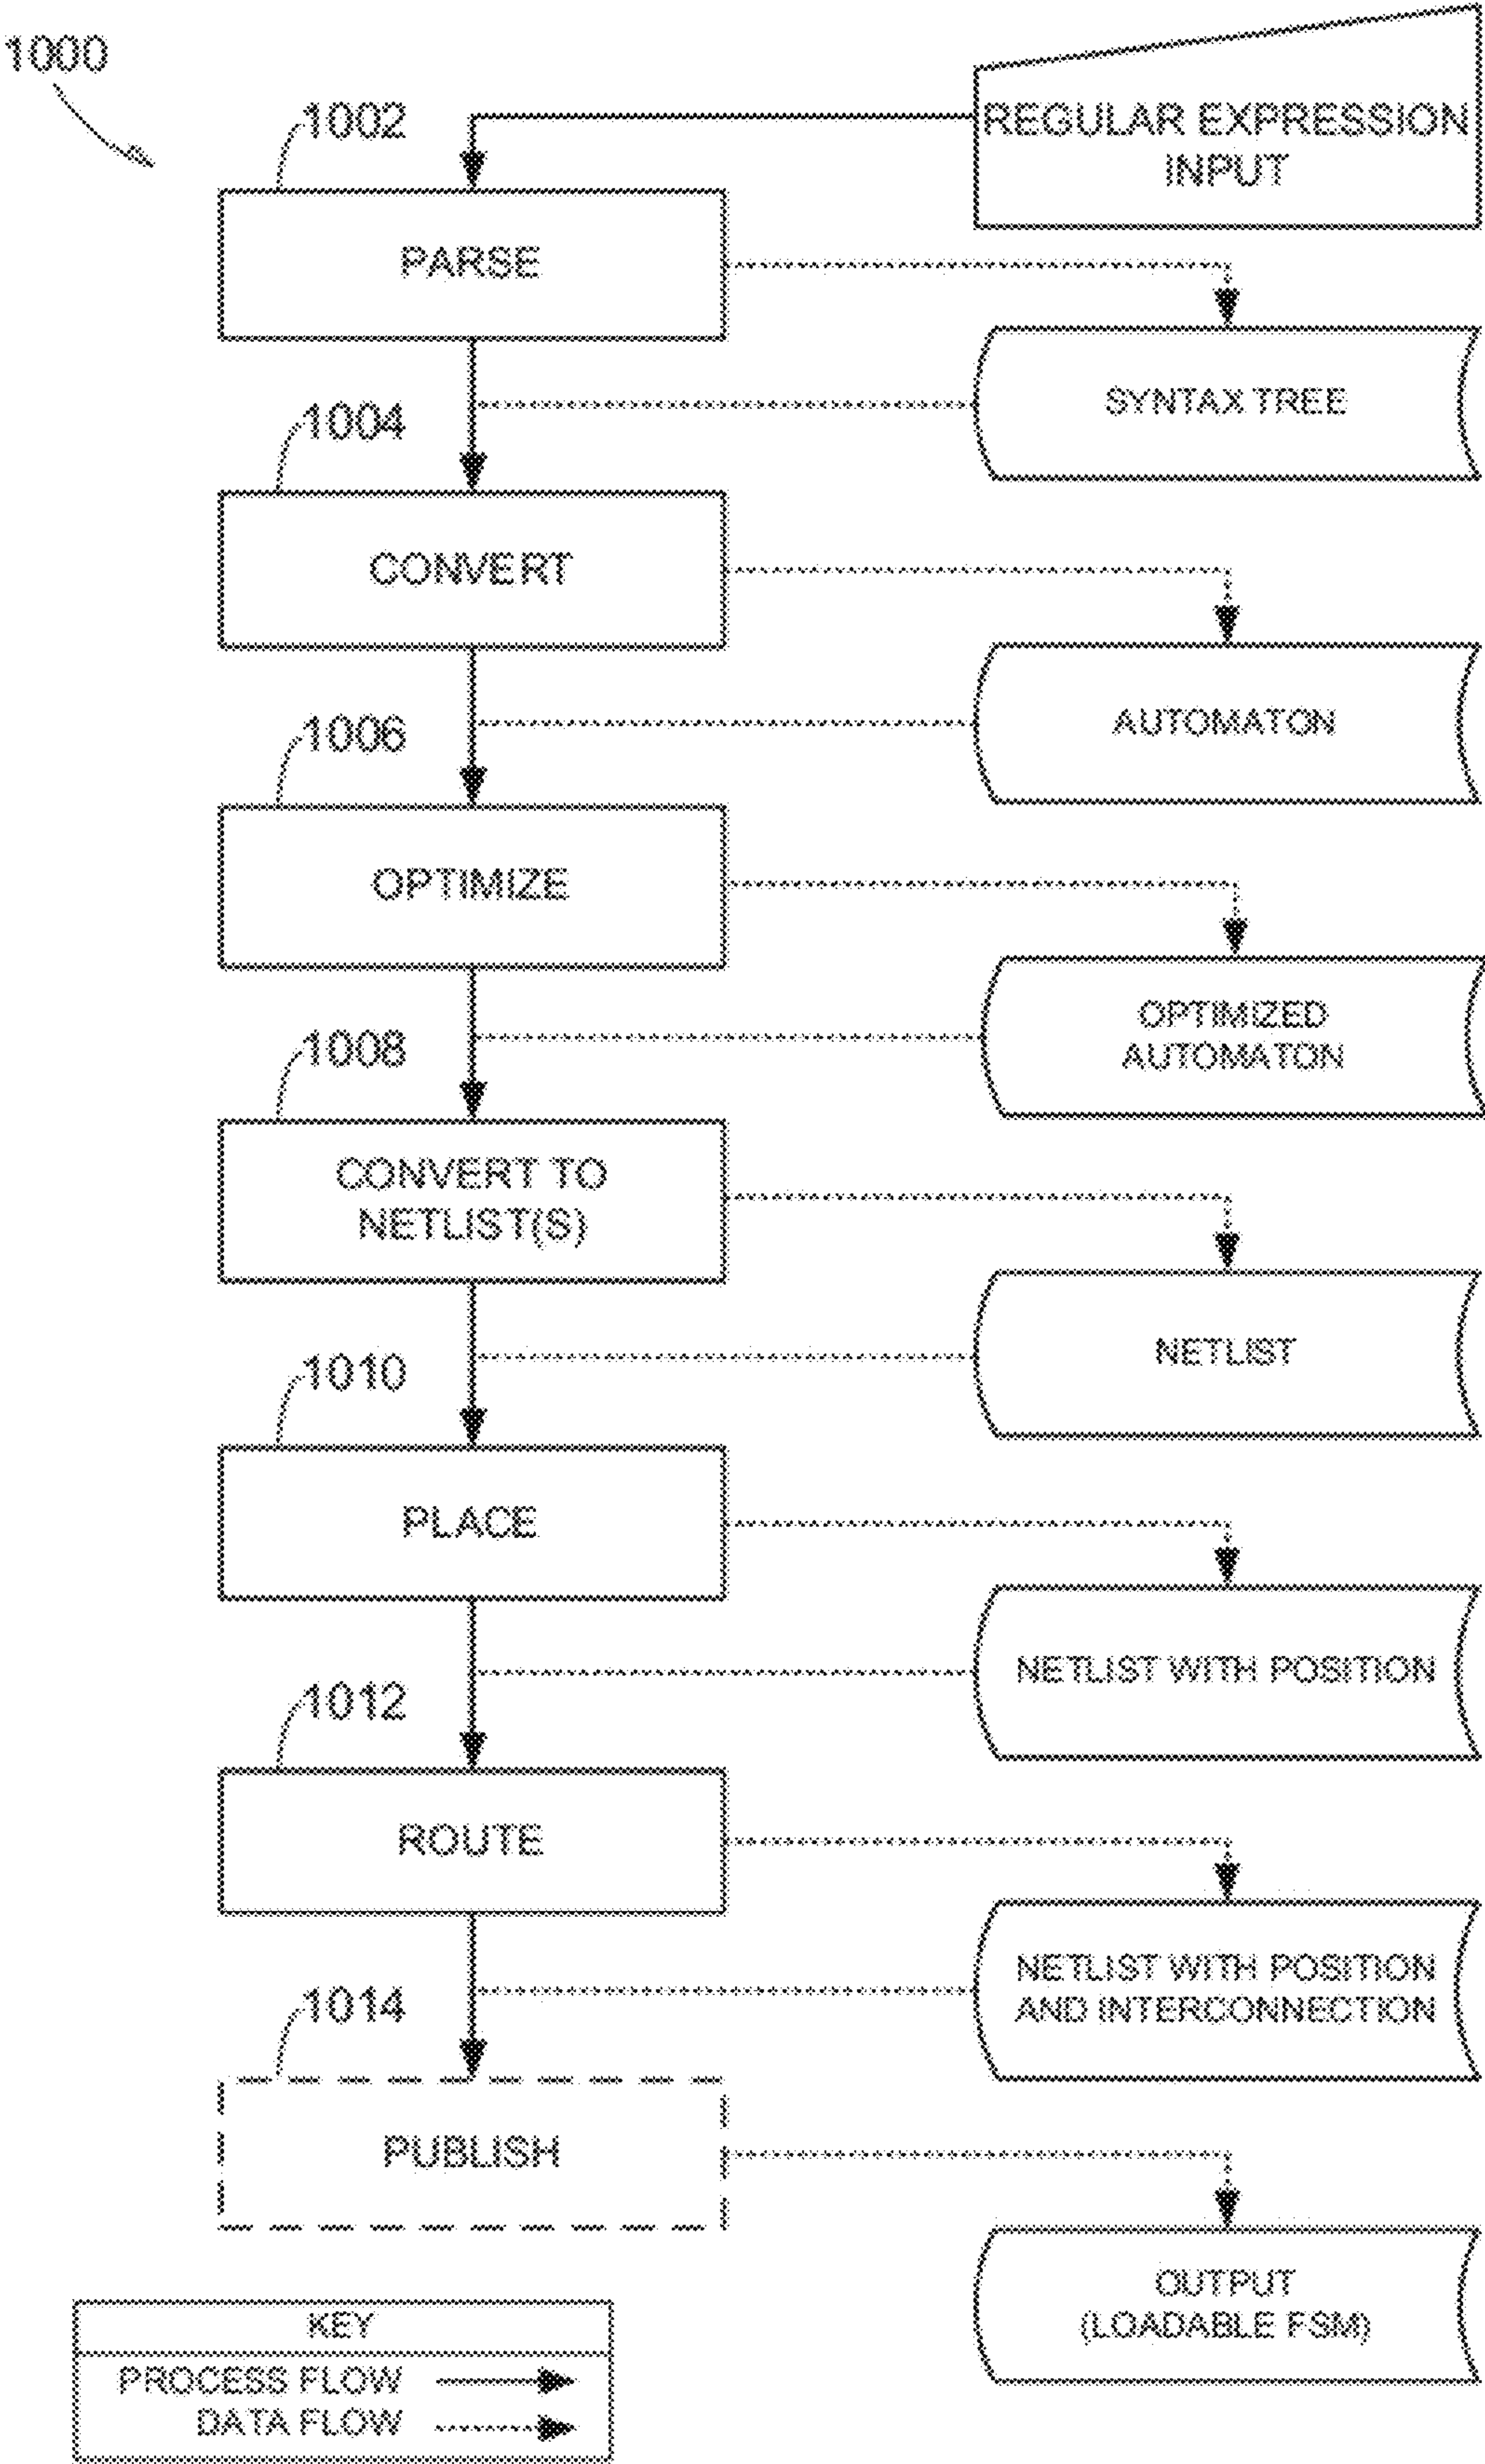 1000
1002
REGULAR EXPRESSION
INPUT
PARSE
SYNTAX TREE
1004
CONVERT
AUTOMATON
1006
OPTIMIZE
OPTIMIZED
AUTOMATON
1008
CONVERT TO
NETLIST(S)
NETLIST
1010
PLACE
NETLIST WITH POSITION
1012
ROUTE
NETLIST WITH POSITION
AND INTERCONNECTION
1014
PUBLISH
OUTPUT
(LOADABLE FSM)
KEY
PROCESS FLOW
DATA FLOW